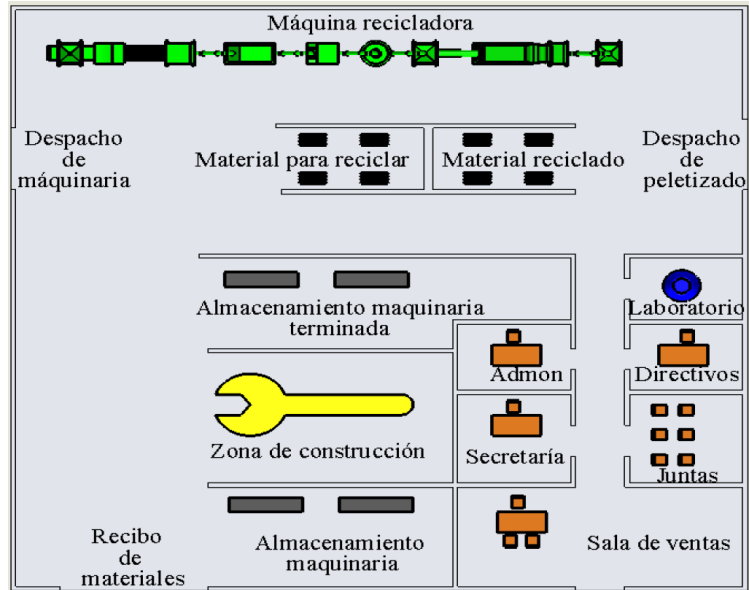 Máquina recicladora
Despacho
de
máquinaria
Material para reciclar
Material reciclado
Despacho
de
peletizado
Almacenamiento maquinaria
terminada
Laboratorio
Admon
Directivos
Zona de construcción
Secretaría
Juntas
Recibo
de
materiales
Almacenamiento
maquinaria
Sala de ventas